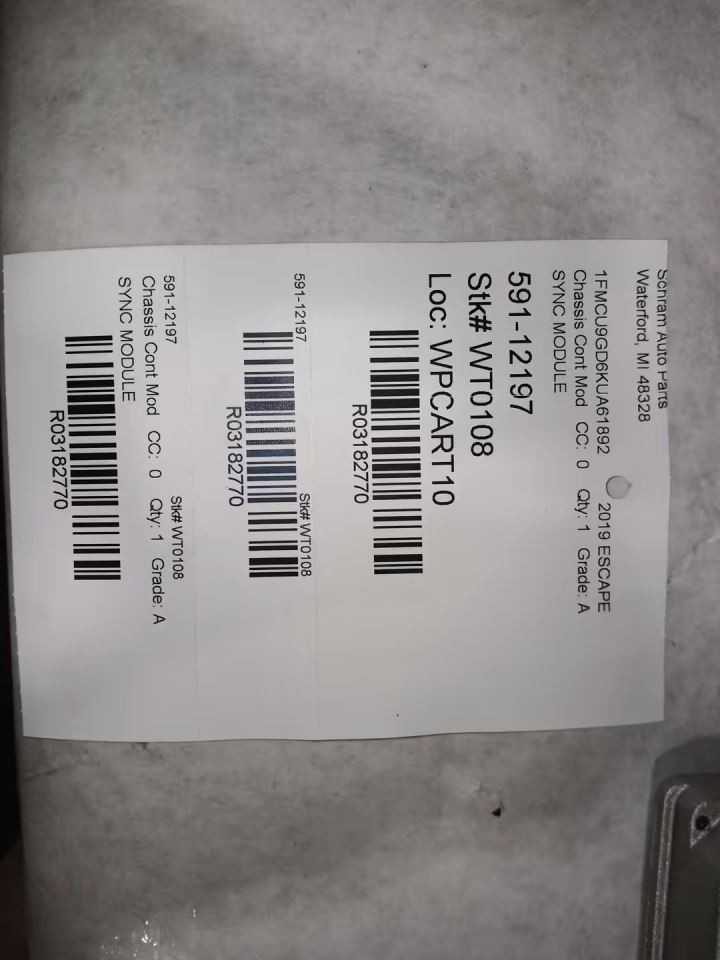 Schram Auto Parts
Waterford, MI 48328
1FMCU9GD6KUA61892 2019 ESCAPE
Chassis Cont Mod CC: 0 Qty: 1 Grade: A
SYNC MODULE
591-12197
Stk# WT0108
Loc: WPCART10
R03182770
591-12197 Stk# WT0108
R03182770
591-12197 Stk# WT0108
Chassis Cont Mod CC: 0 Qty: 1 Grade: A
SYNC MODULE
R03182770